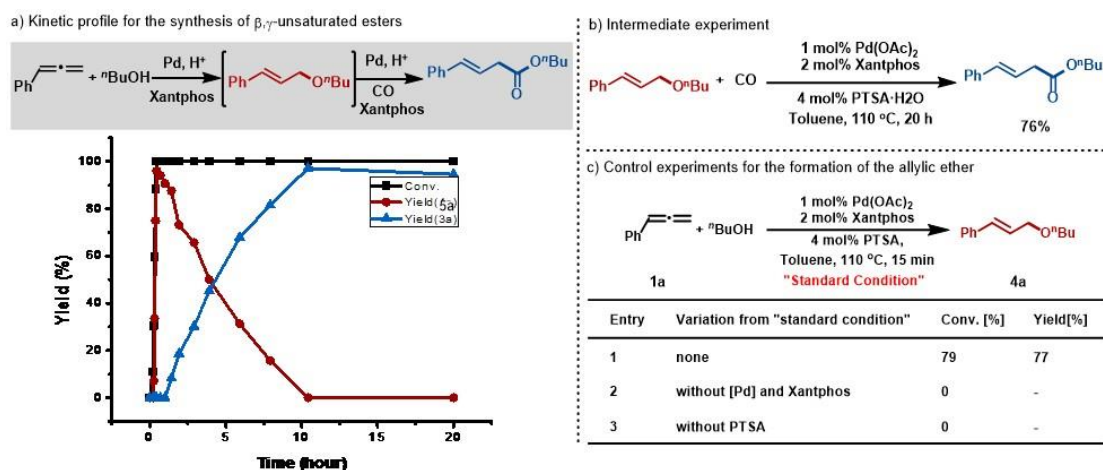 a) Kinetic profile for the synthesis of β,γ-unsaturated esters
Ph + ⁿBuOH
Pd, H⁺
Xantphos
Ph OⁿBu
Pd, H⁺
CO
Xantphos
Ph OⁿBu
O
100
80
60
40
20
0
Yield (%)
Conv.
Yield(
5a
Yield(3a)
0 5 10 15 20
Time (hour)
b) Intermediate experiment
Ph OⁿBu + CO
1 mol% Pd(OAc)₂
2 mol% Xantphos
4 mol% PTSA·H2O
Toluene, 110 °C, 20 h
Ph OⁿBu
O
76%
c) Control experiments for the formation of the allylic ether
Ph + ⁿBuOH
1a
1 mol% Pd(OAc)₂
2 mol% Xantphos
4 mol% PTSA,
Toluene, 110 °C, 15 min
"Standard Condition"
Ph OⁿBu
4a
Entry Variation from "standard condition" Conv. [%] Yield[%]
1 none 79 77
2 without [Pd] and Xantphos 0 -
3 without PTSA 0 -